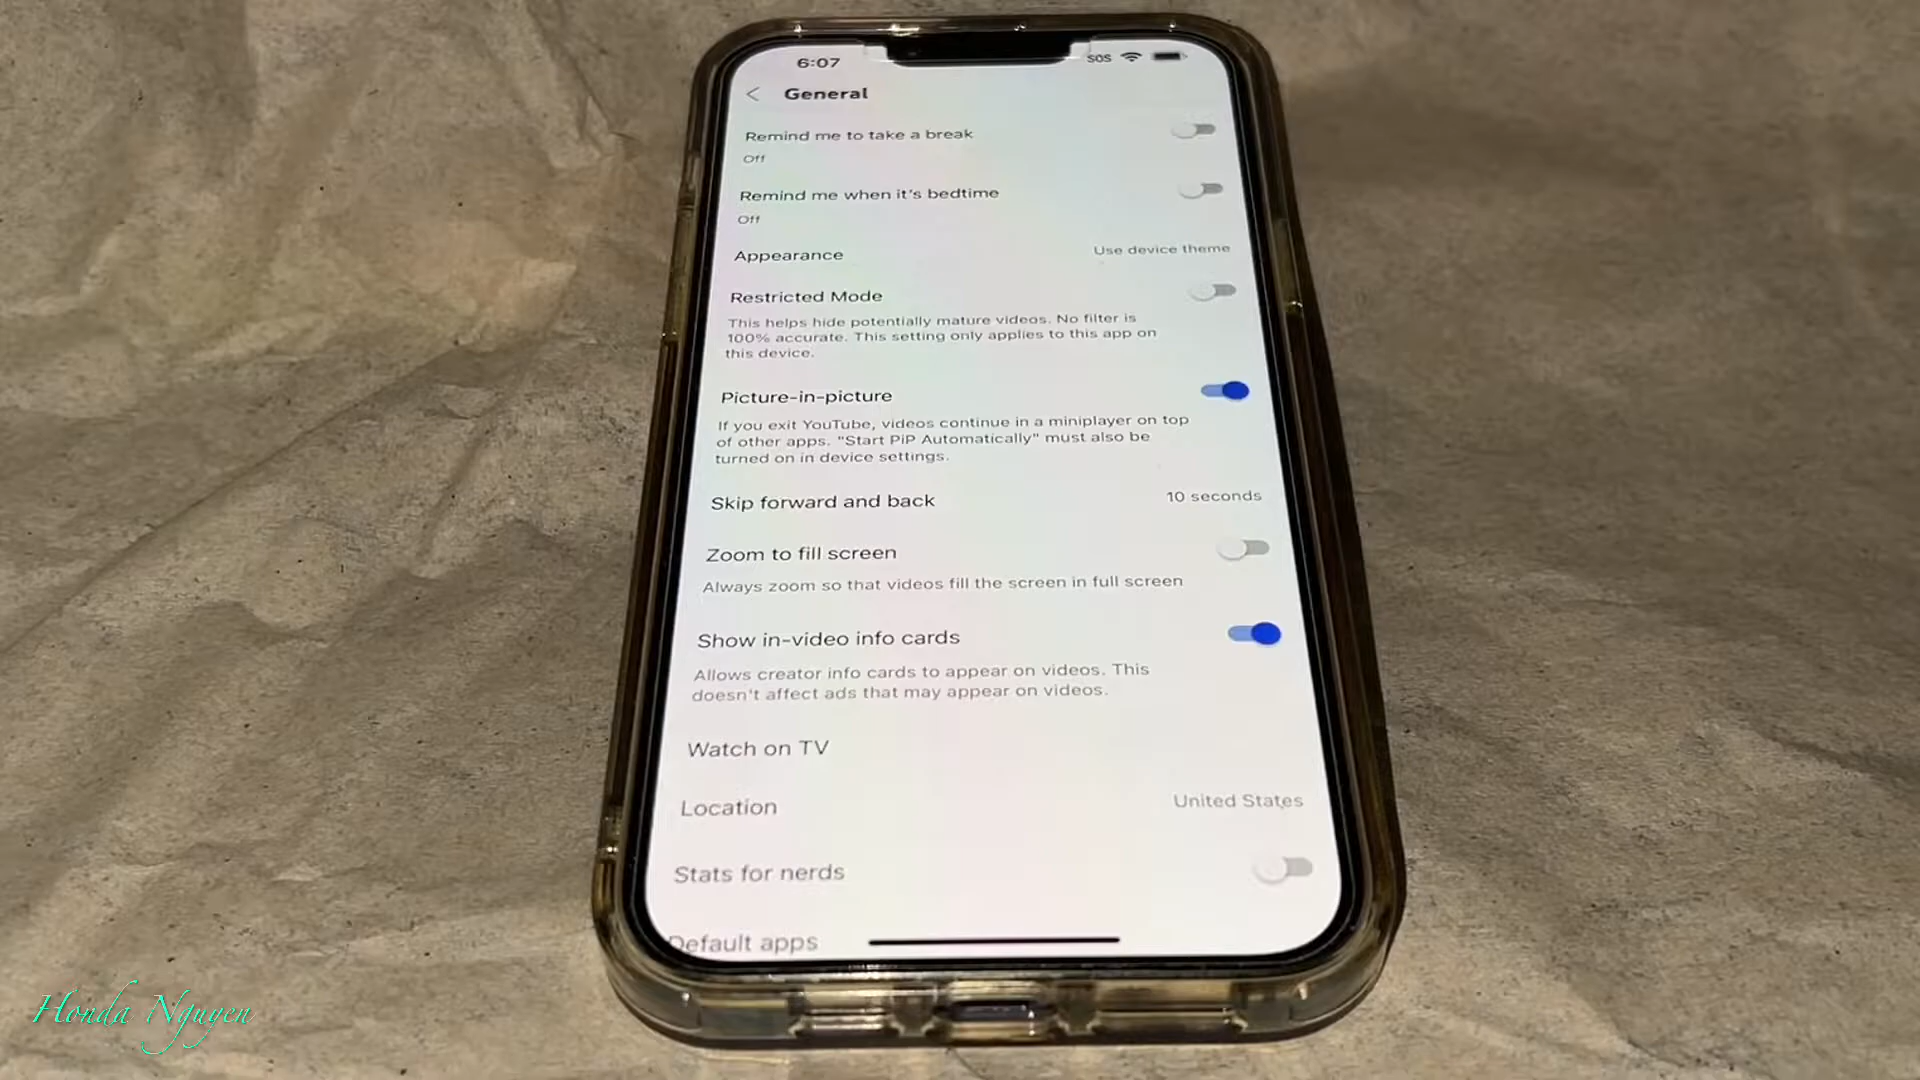 6:07
SOS
General
Remind me to take a break
Off
Remind me when it's bedtime
Off
Appearance
Use device theme
Restricted Mode
This helps hide potentially mature videos. No filter is
100% accurate. This setting only applies to this app on
this device.
Picture-in-picture
If you exit YouTube, videos continue in a miniplayer on top
of other apps. "Start PiP Automatically" must also be
turned on in device settings.
Skip forward and back
10 seconds
Zoom to fill screen
Always zoom so that videos fill the screen in full screen
Show in-video info cards
Allows creator info cards to appear on videos. This
doesn't affect ads that may appear on videos.
Watch on TV
Location
United States
Stats for nerds
Default apps
Honda Nguyen